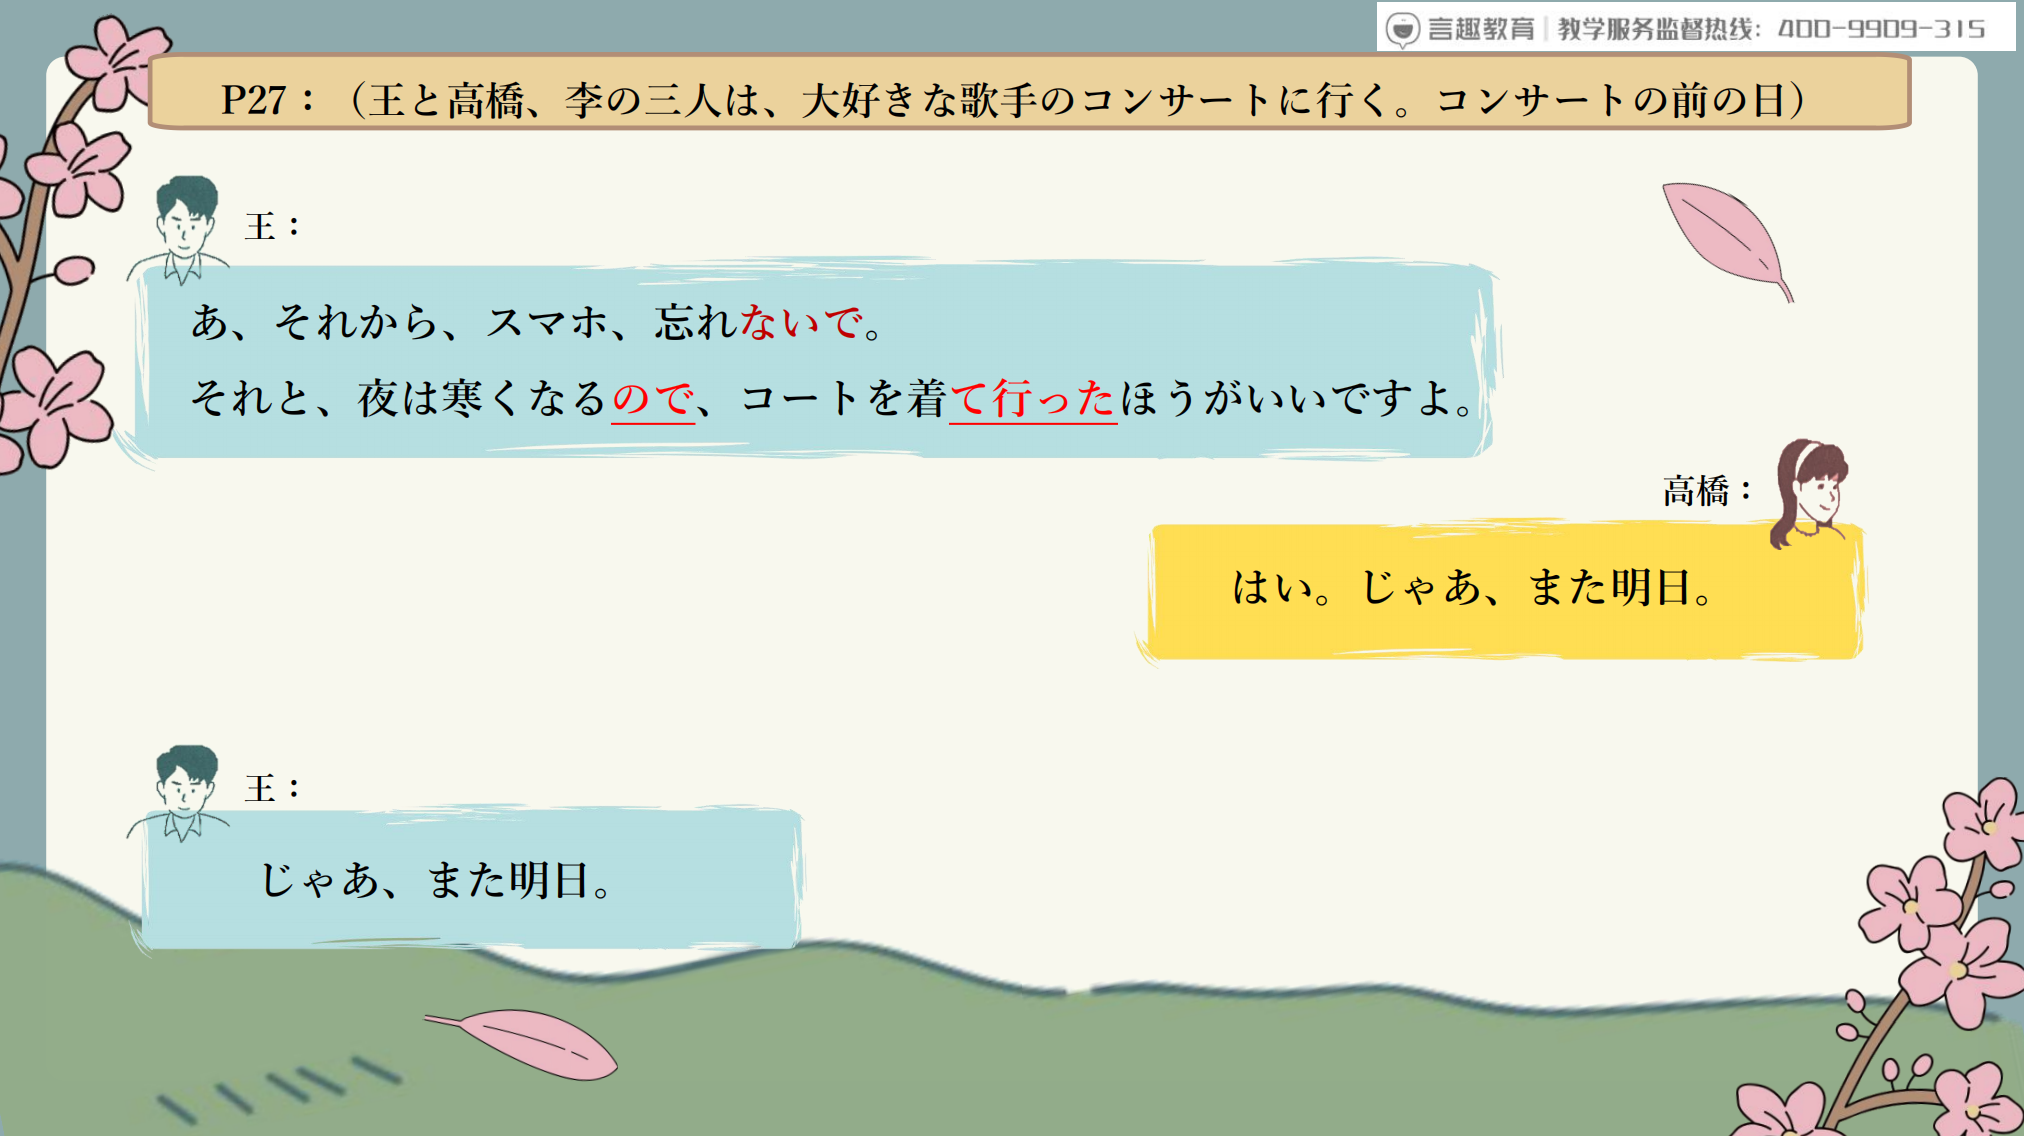 言趣教育 | 教学服务监督热线：400-9909-315
P27：（王と高橋、李の三人は、大好きな歌手のコンサートに行く。コンサートの前の日）
王：
あ、それから、スマホ、忘れないで。
それと、夜は寒くなるので、コートを着て行ったほうがいいですよ。
高橋：
はい。じゃあ、また明日。
王：
じゃあ、また明日。